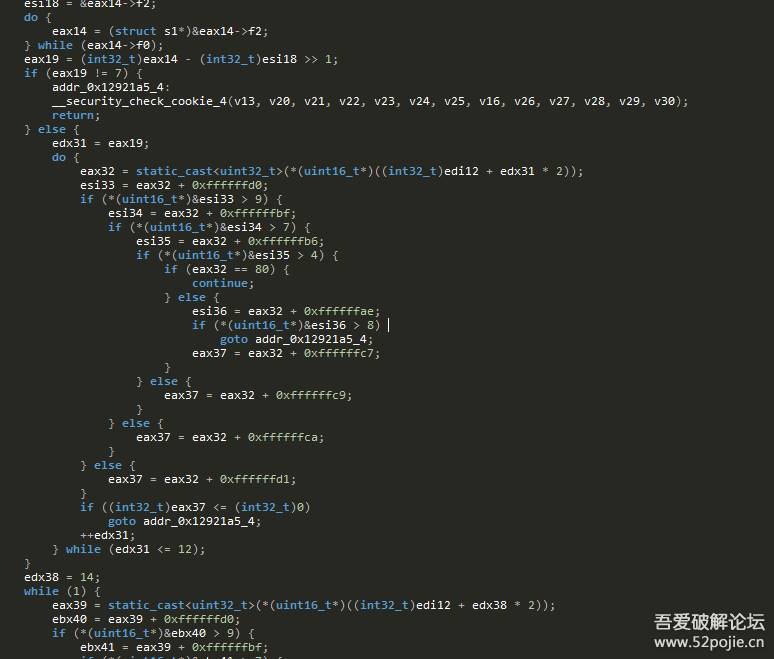 esi18 = &eax14->f2;
do {
eax14 = (struct s1*)&eax14->f2;
} while (eax14->f0);
eax19 = (int32_t)eax14 - (int32_t)esi18 >> 1;
if (eax19 != 7) {
addr_0x12921a5_4:
__security_check_cookie_4(v13, v20, v21, v22, v23, v24, v25, v16, v26, v27, v28, v29, v30);
return;
} else {
edx31 = eax19;
do {
eax32 = static_cast<uint32_t>(*(uint16_t*)((int32_t)edi12 + edx31 * 2));
esi33 = eax32 + 0xffffffd0;
if (*(uint16_t*)&esi33 > 9) {
esi34 = eax32 + 0xffffffbf;
if (*(uint16_t*)&esi34 > 7) {
esi35 = eax32 + 0xffffffb6;
if (*(uint16_t*)&esi35 > 4) {
if (eax32 == 80) {
continue;
} else {
esi36 = eax32 + 0xffffffae;
if (*(uint16_t*)&esi36 > 8)
goto addr_0x12921a5_4;
eax37 = eax32 + 0xffffffc7;
}
} else {
eax37 = eax32 + 0xffffffc9;
}
} else {
eax37 = eax32 + 0xffffffca;
}
} else {
eax37 = eax32 + 0xffffffd1;
}
if ((int32_t)eax37 <= (int32_t)0)
goto addr_0x12921a5_4;
++edx31;
} while (edx31 <= 12);
}
edx38 = 14;
while (1) {
eax39 = static_cast<uint32_t>(*(uint16_t*)((int32_t)edi12 + edx38 * 2));
ebx40 = eax39 + 0xffffffd0;
if (*(uint16_t*)&ebx40 > 9) {
ebx41 = eax39 + 0xffffffbf;
吾爱破解论坛
www.52pojie.cn